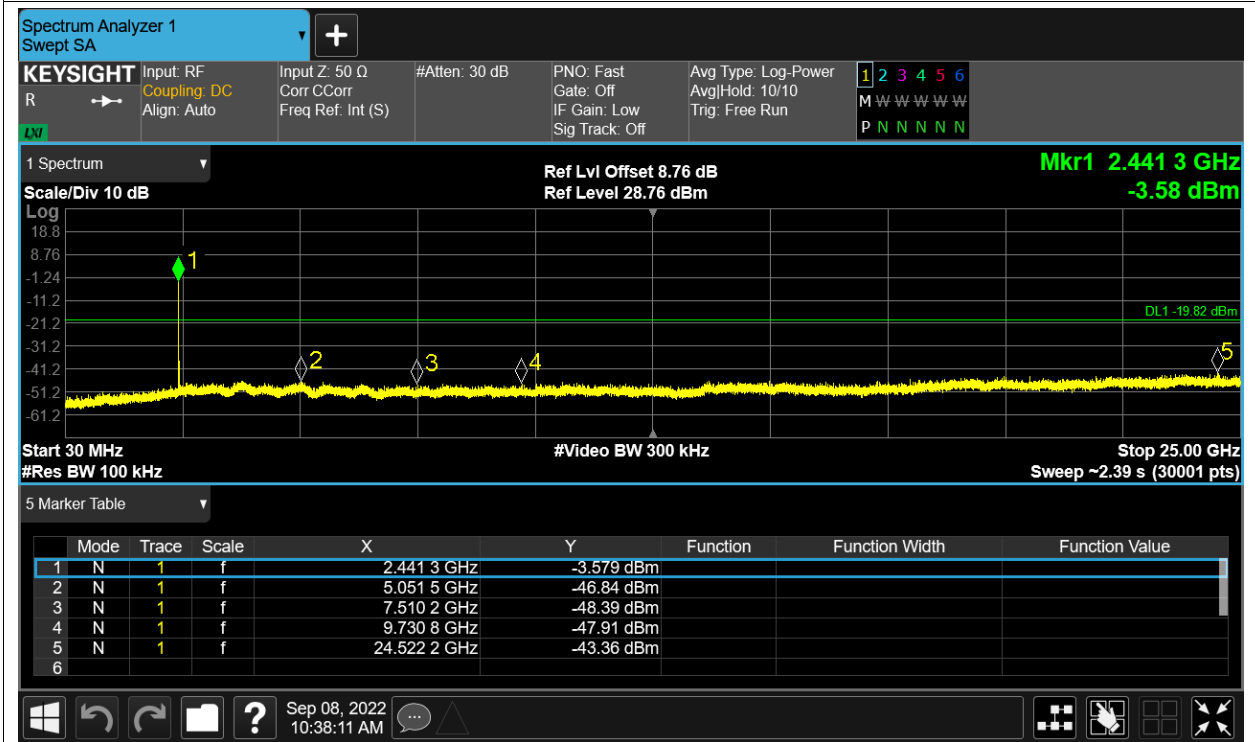 Spectrum Analyzer 1
Swept SA
KEYSIGHT
R
LXI
Input: RF
Coupling: DC
Align: Auto
Input Z: 50 Ω
Corr CCorr
Freq Ref: Int (S)
#Atten: 30 dB
PNO: Fast
Gate: Off
IF Gain: Low
Sig Track: Off
Avg Type: Log-Power
Avg|Hold: 10/10
Trig: Free Run
1 2 3 4 5 6
M W W W W W
P N N N N N
1 Spectrum
Scale/Div 10 dB
Ref Lvl Offset 8.76 dB
Ref Level 28.76 dBm
Mkr1 2.441 3 GHz
-3.58 dBm
Log
18.8
8.76
-1.24
-11.2
-21.2
-31.2
-41.2
-51.2
-61.2
1
2
3
4
5
DL1 -19.82 dBm
Start 30 MHz
#Res BW 100 kHz
#Video BW 300 kHz
Stop 25.00 GHz
Sweep ~2.39 s (30001 pts)
5 Marker Table
Mode Trace Scale X Y Function Function Width Function Value
1 N 1 f 2.441 3 GHz -3.579 dBm
2 N 1 f 5.051 5 GHz -46.84 dBm
3 N 1 f 7.510 2 GHz -48.39 dBm
4 N 1 f 9.730 8 GHz -47.91 dBm
5 N 1 f 24.522 2 GHz -43.36 dBm
6
?
Sep 08, 2022
10:38:11 AM